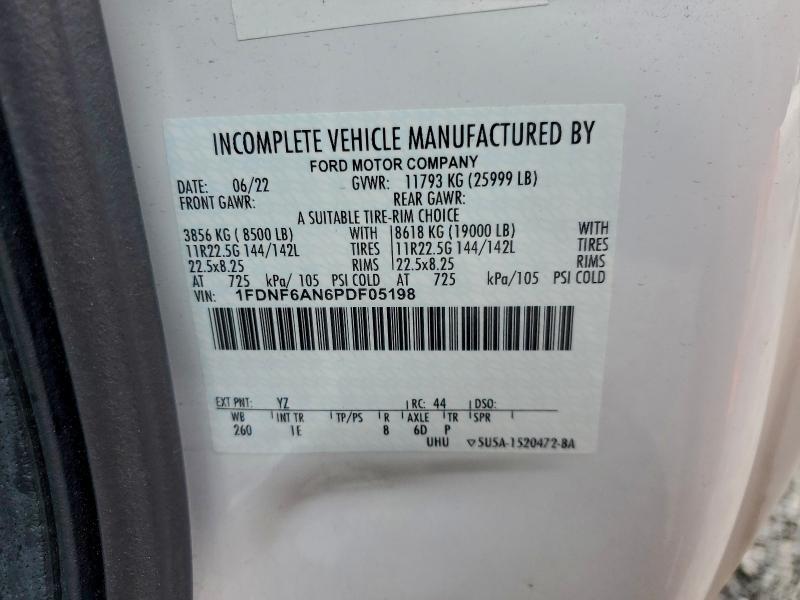 INCOMPLETE VEHICLE MANUFACTURED BY
FORD MOTOR COMPANY
DATE: 06/22 GVWR: 11793 KG (25999 LB)
FRONT GAWR: REAR GAWR:
A SUITABLE TIRE-RIM CHOICE
3856 KG ( 8500 LB) WITH 8618 KG (19000 LB) WITH
11R22.5G 144/142L TIRES 11R22.5G 144/142L TIRES
22.5x8.25 RIMS 22.5x8.25 RIMS
AT 725 kPa/ 105 PSI COLD AT 725 kPa/105 PSI COLD
VIN: 1FDNF6AN6PDF05198
EXT PNT: YZ RC: 44 DSO:
WB INT TR TP/PS R AXLE TR SPR
260 1E 8 6D P
UHU ▽5U5A-1520472-8A